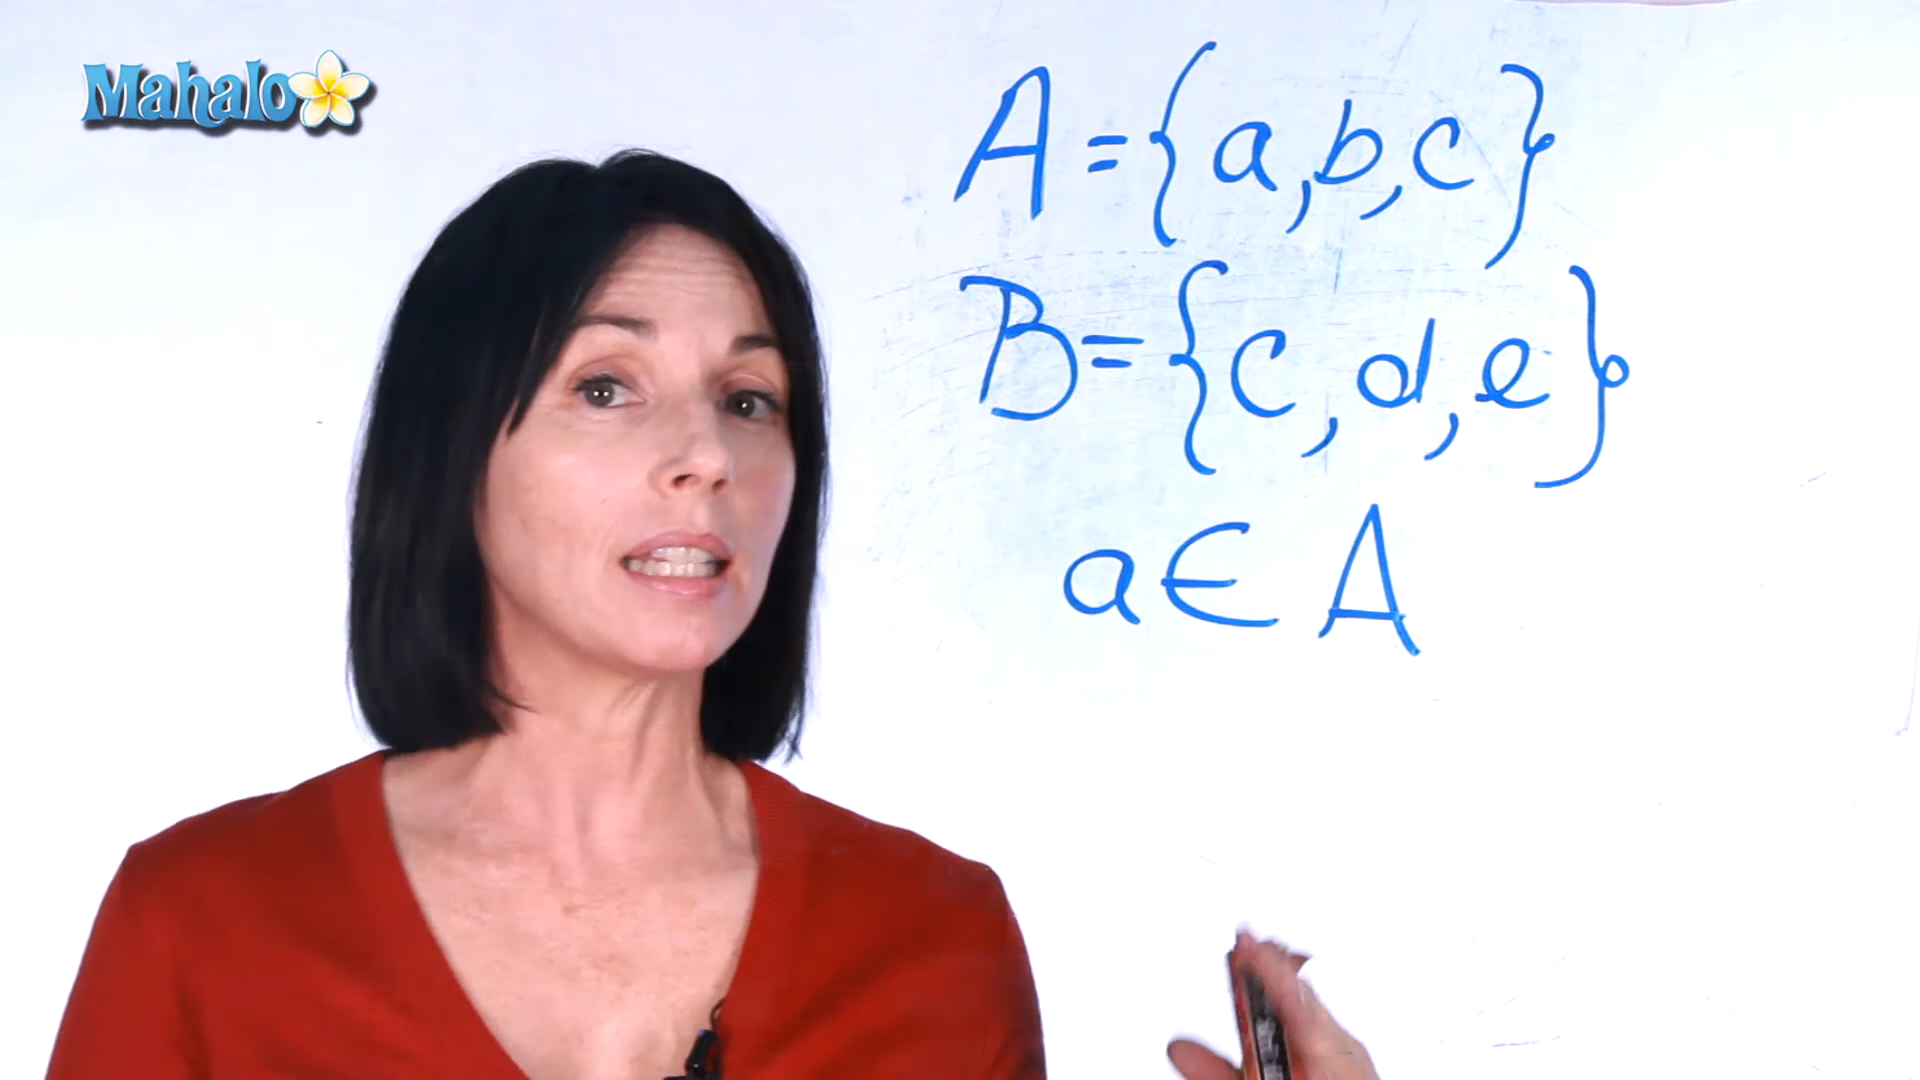 Mahalo
A = {a, b, c}
B = {c, d, e}
a ∈ A